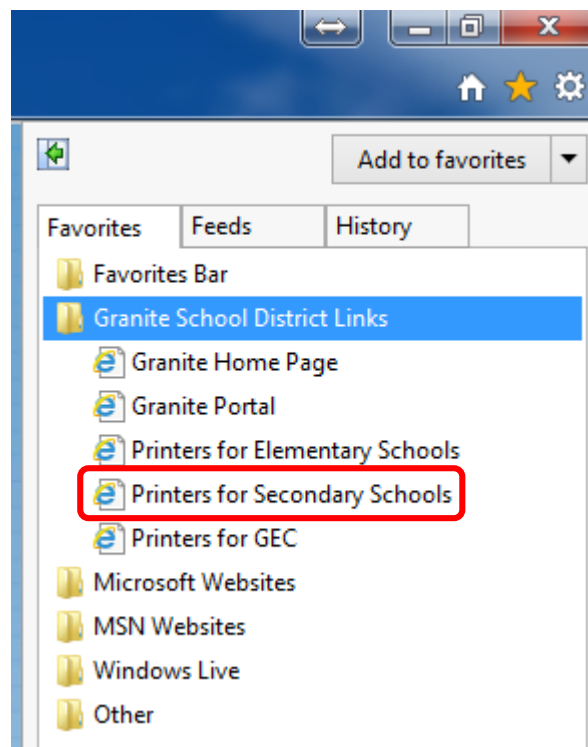 Add to favorites
Favorites Feeds History
Favorites Bar
Granite School District Links
Granite Home Page
Granite Portal
Printers for Elementary Schools
Printers for Secondary Schools
Printers for GEC
Microsoft Websites
MSN Websites
Windows Live
Other